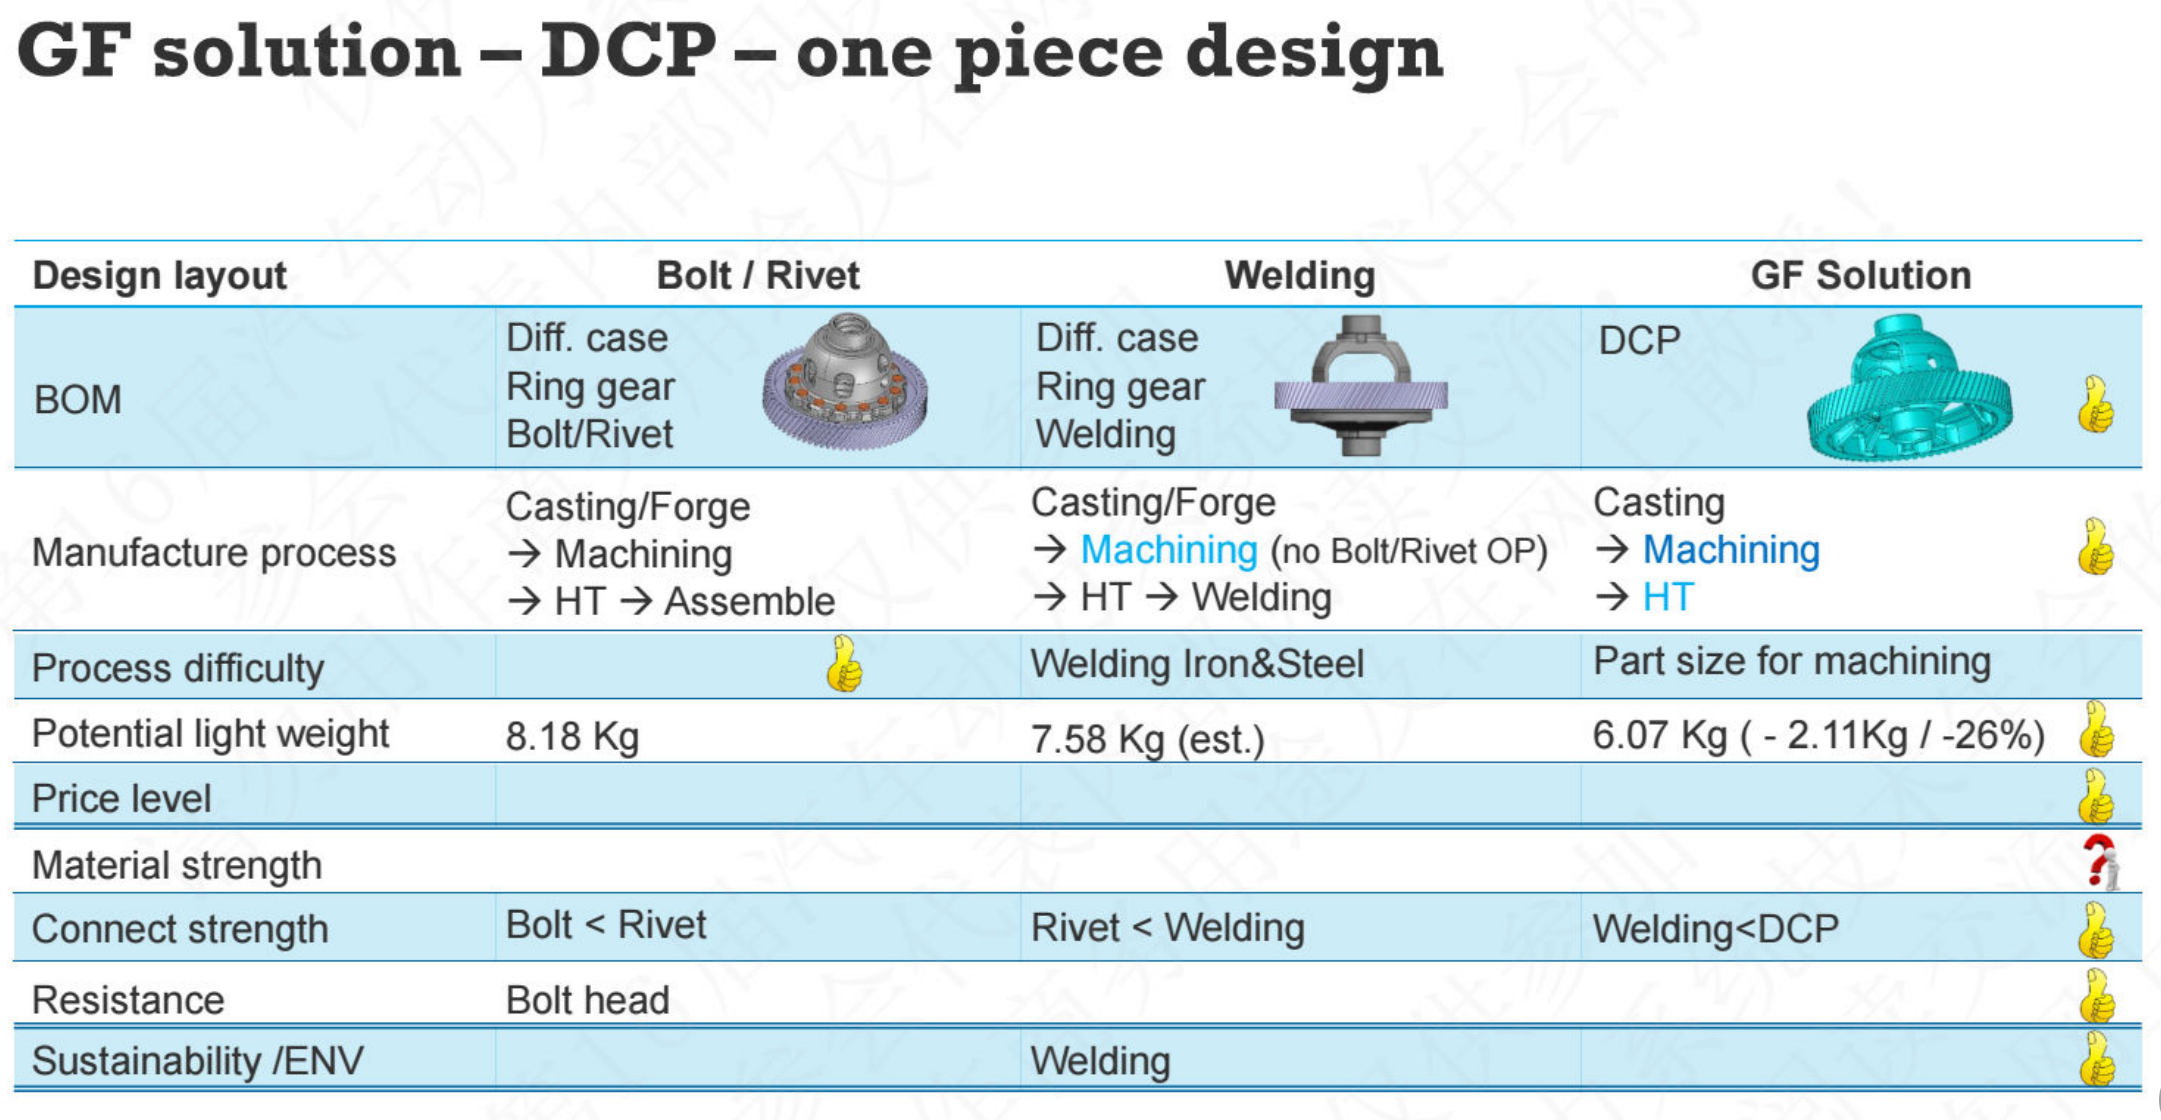 GF solution – DCP – one piece design
Design layout
Bolt / Rivet
Welding
GF Solution
BOM
Diff. case
Ring gear
Bolt/Rivet
Diff. case
Ring gear
Welding
DCP
Manufacture process
Casting/Forge
→ Machining
→ HT → Assemble
Casting/Forge
→ Machining (no Bolt/Rivet OP)
→ HT → Welding
Casting
→ Machining
→ HT
Process difficulty
Welding Iron&Steel
Part size for machining
Potential light weight
8.18 Kg
7.58 Kg (est.)
6.07 Kg ( - 2.11Kg / -26%)
Price level
Material strength
Connect strength
Bolt < Rivet
Rivet < Welding
Welding<DCP
Resistance
Bolt head
Sustainability /ENV
Welding